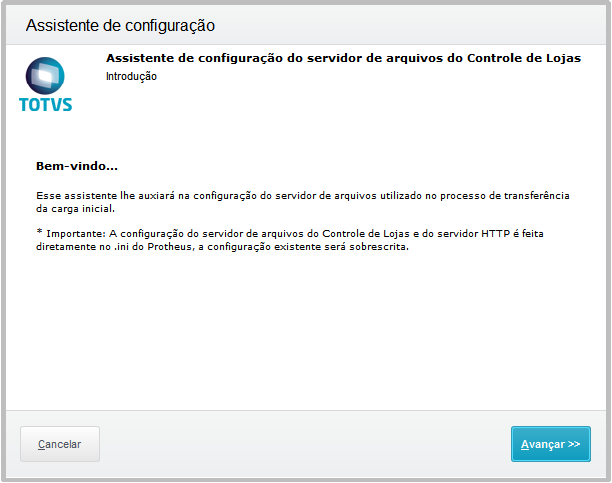 Assistente de configuração
Assistente de configuração do servidor de arquivos do Controle de Lojas
Introdução
TOTVS
Bem-vindo...
Esse assistente lhe auxiará na configuração do servidor de arquivos utilizado no processo de transferência
da carga inicial.
* Importante: A configuração do servidor de arquivos do Controle de Lojas e do servidor HTTP é feita
diretamente no .ini do Protheus, a configuração existente será sobrescrita.
Cancelar
Avançar >>